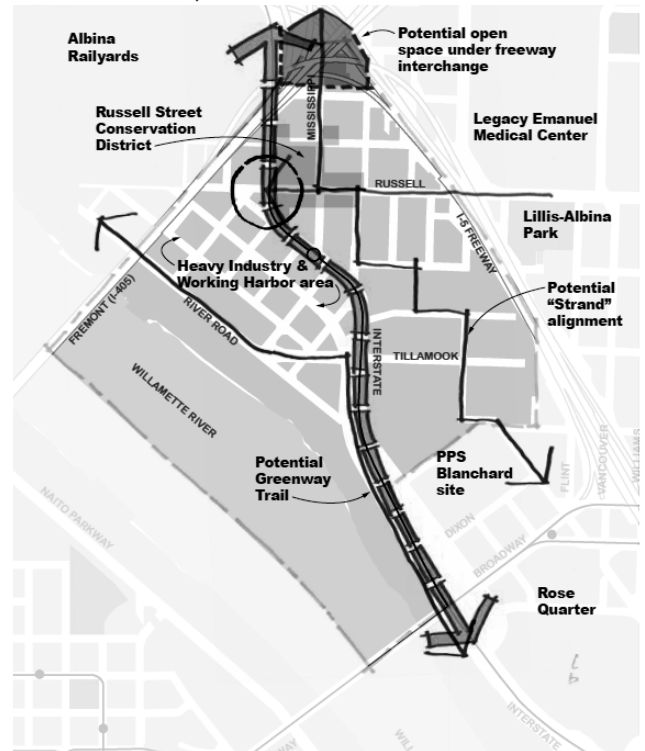 Albina
Railyards
Potential open
space under freeway
interchange
MISSISSIPPI
Russell Street
Conservation
District
Legacy Emanuel
Medical Center
RUSSELL
I-5 FREEWAY
Lillis-Albina
Park
Heavy Industry &
Working Harbor area
Potential
"Strand"
alignment
FREMONT (I-405)
RIVER ROAD
INTERSTATE
TILLAMOOK
WILLAMETTE RIVER
Potential
Greenway
Trail
PPS
Blanchard
site
FLINT
VANCOUVER
WILLIAMS
NAITO PARKWAY
DIXON
BROADWAY
Rose
Quarter
INTERSTATE